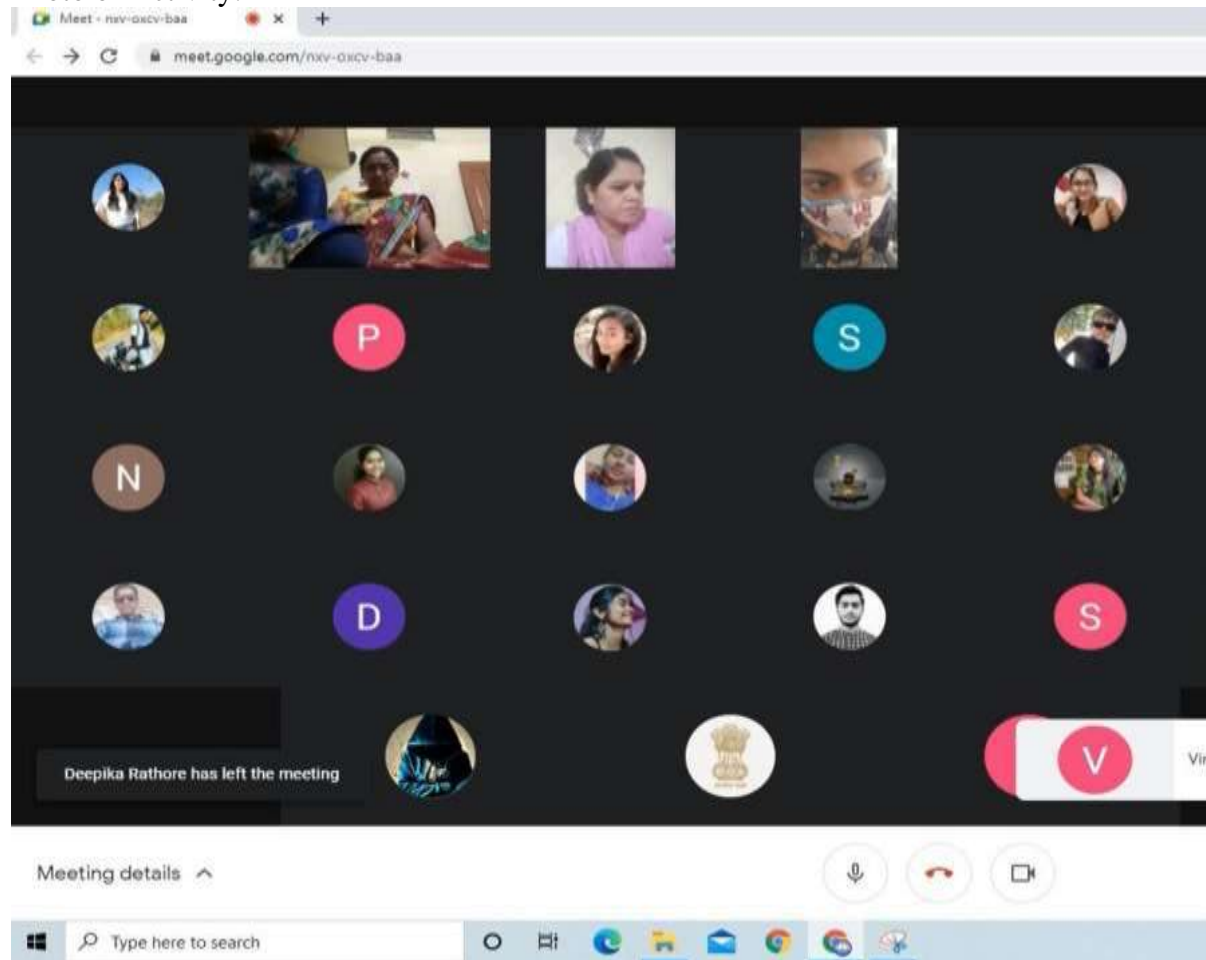 Meet - nxv-oxcv-baa
meet.google.com/nxv-oxcv-baa
P
S
N
D
S
Deepika Rathore has left the meeting
V
Vir
Meeting details
Type here to search